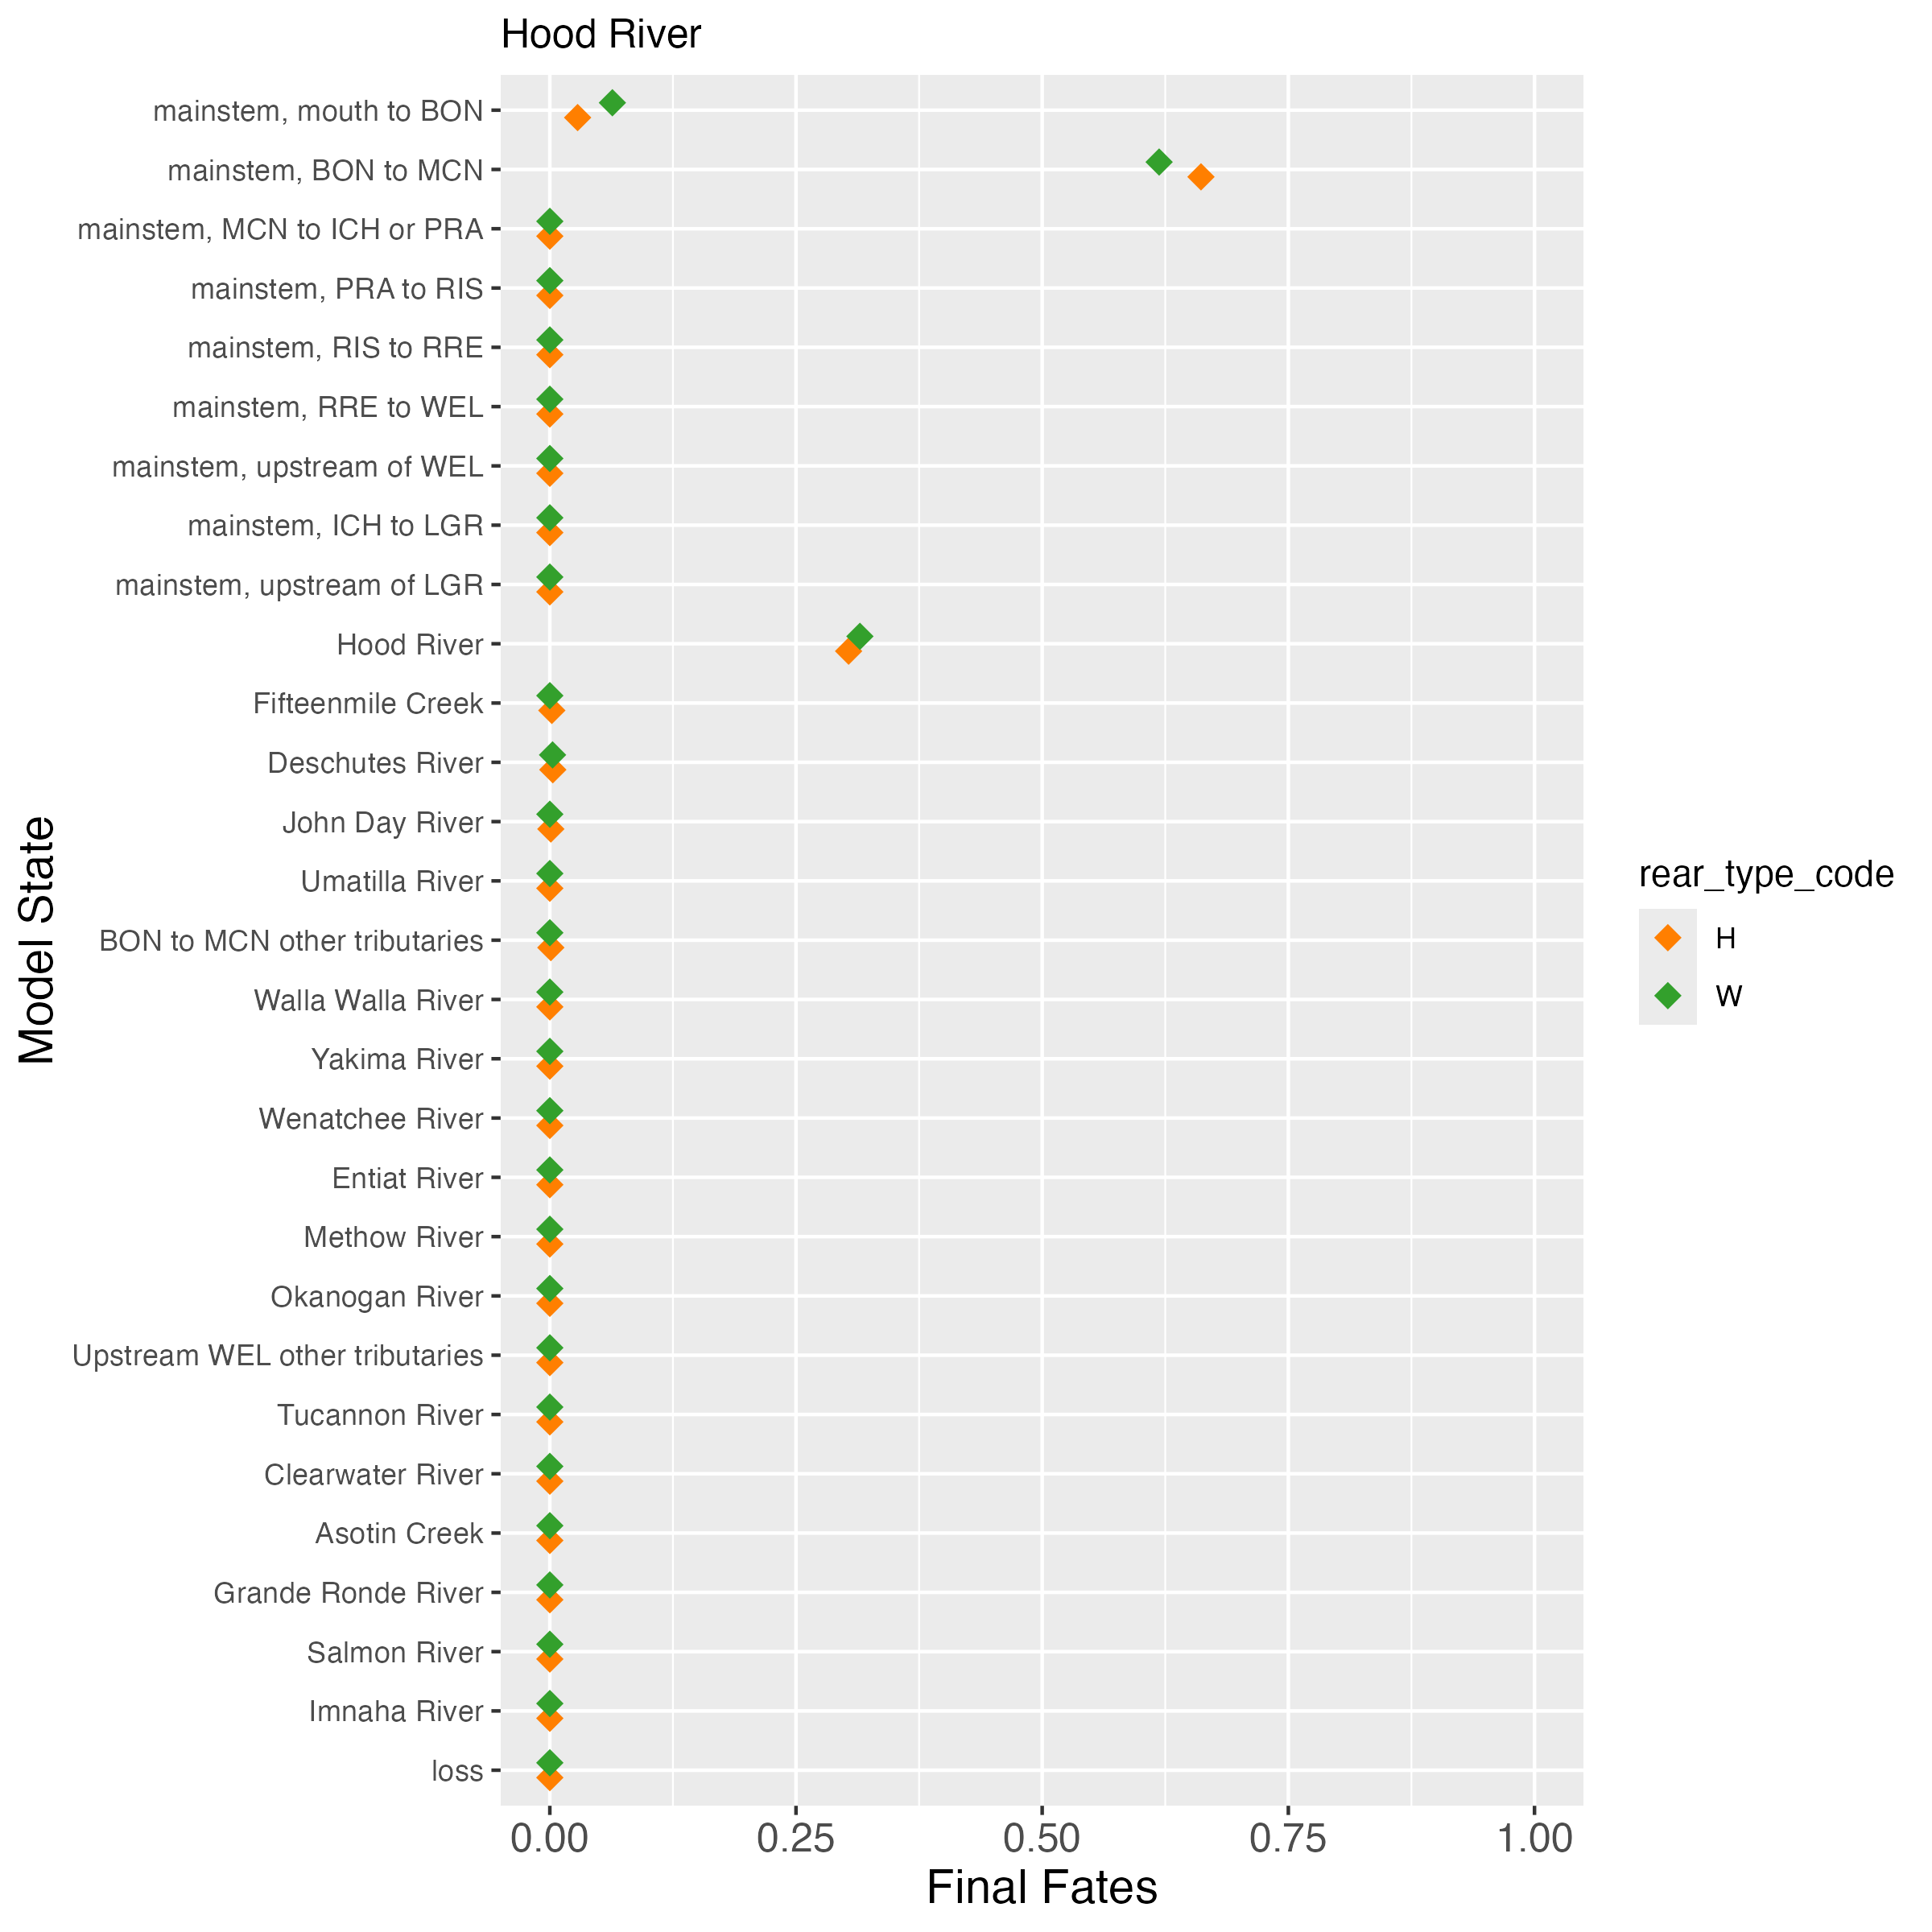 Hood River
mainstem, mouth to BON
mainstem, BON to MCN
mainstem, MCN to ICH or PRA
mainstem, PRA to RIS
mainstem, RIS to RRE
mainstem, RRE to WEL
mainstem, upstream of WEL
mainstem, ICH to LGR
mainstem, upstream of LGR
Hood River
Fifteenmile Creek
Deschutes River
John Day River
Umatilla River
BON to MCN other tributaries
Walla Walla River
Yakima River
Wenatchee River
Entiat River
Methow River
Okanogan River
Upstream WEL other tributaries
Tucannon River
Clearwater River
Asotin Creek
Grande Ronde River
Salmon River
Imnaha River
loss
Model State
0.00 0.25 0.50 0.75 1.00
Final Fates
rear_type_code
H
W